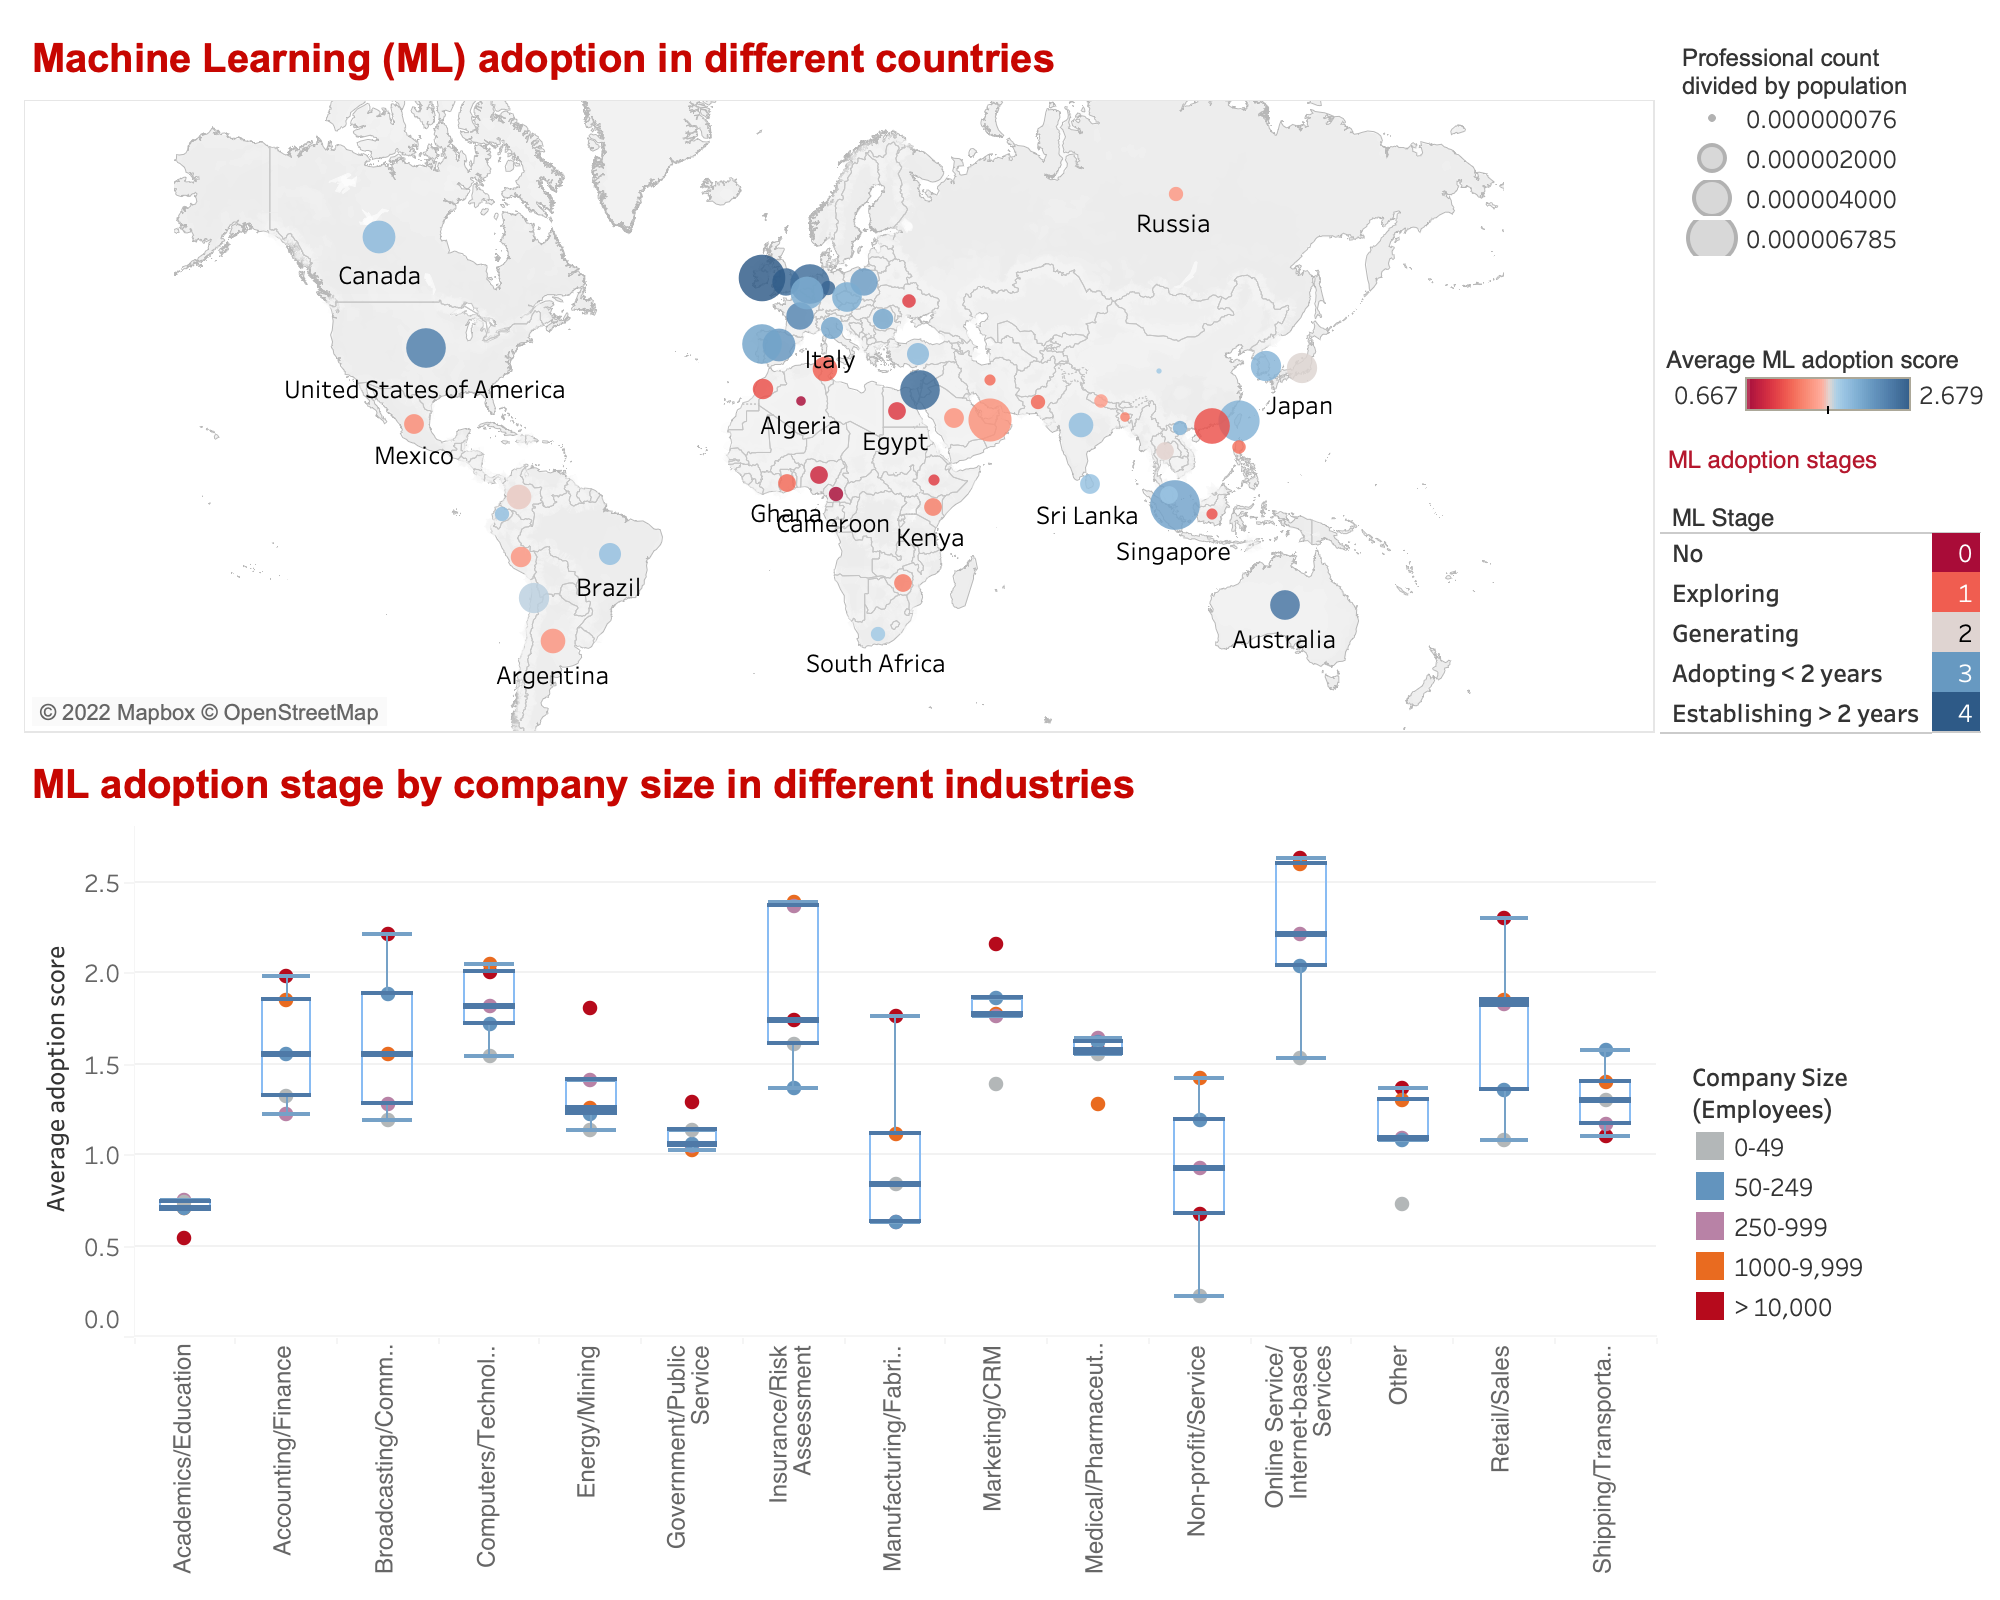 Machine Learning (ML) adoption in different countries
Professional count
divided by population
0.000000076
0.000002000
0.000004000
0.000006785
Average ML adoption score
0.667
2.679
ML adoption stages
ML Stage
No 0
Exploring 1
Generating 2
Adopting < 2 years 3
Establishing > 2 years 4
Russia
Canada
United States of America
Italy
Japan
Algeria
Egypt
Mexico
Ghana
Cameroon
Kenya
Sri Lanka
Singapore
Brazil
Australia
South Africa
Argentina
© 2022 Mapbox © OpenStreetMap
ML adoption stage by company size in different industries
Average adoption score
2.5
2.0
1.5
1.0
0.5
0.0
Academics/Education
Accounting/Finance
Broadcasting/Comm..
Computers/Technol..
Energy/Mining
Government/Public
Service
Insurance/Risk
Assessment
Manufacturing/Fabri..
Marketing/CRM
Medical/Pharmaceut..
Non-profit/Service
Online Service/
Internet-based
Services
Other
Retail/Sales
Shipping/Transporta..
Company Size
(Employees)
0-49
50-249
250-999
1000-9,999
> 10,000